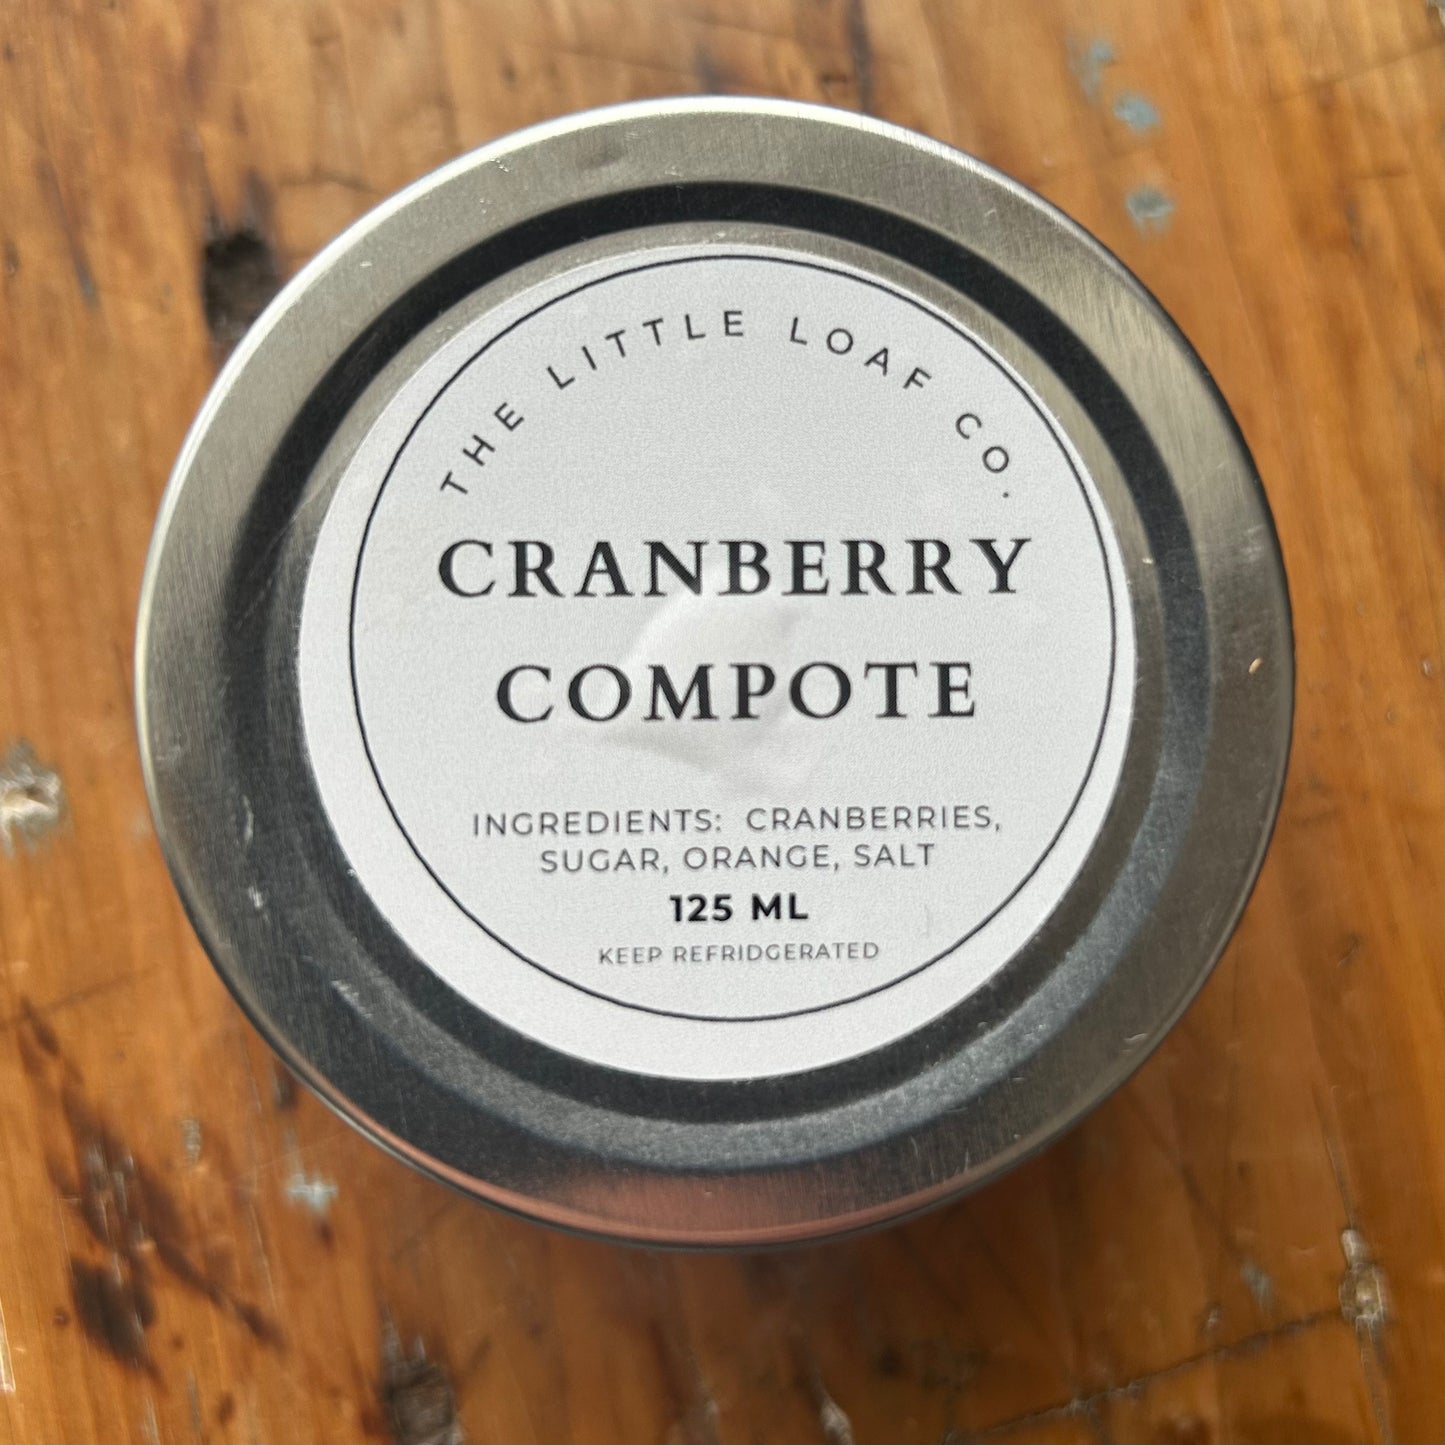 THE LITTLE LOAF CO.
CRANBERRY
COMPOTE
INGREDIENTS: CRANBERRIES,
SUGAR, ORANGE, SALT
125 ML
KEEP REFRIDGERATED